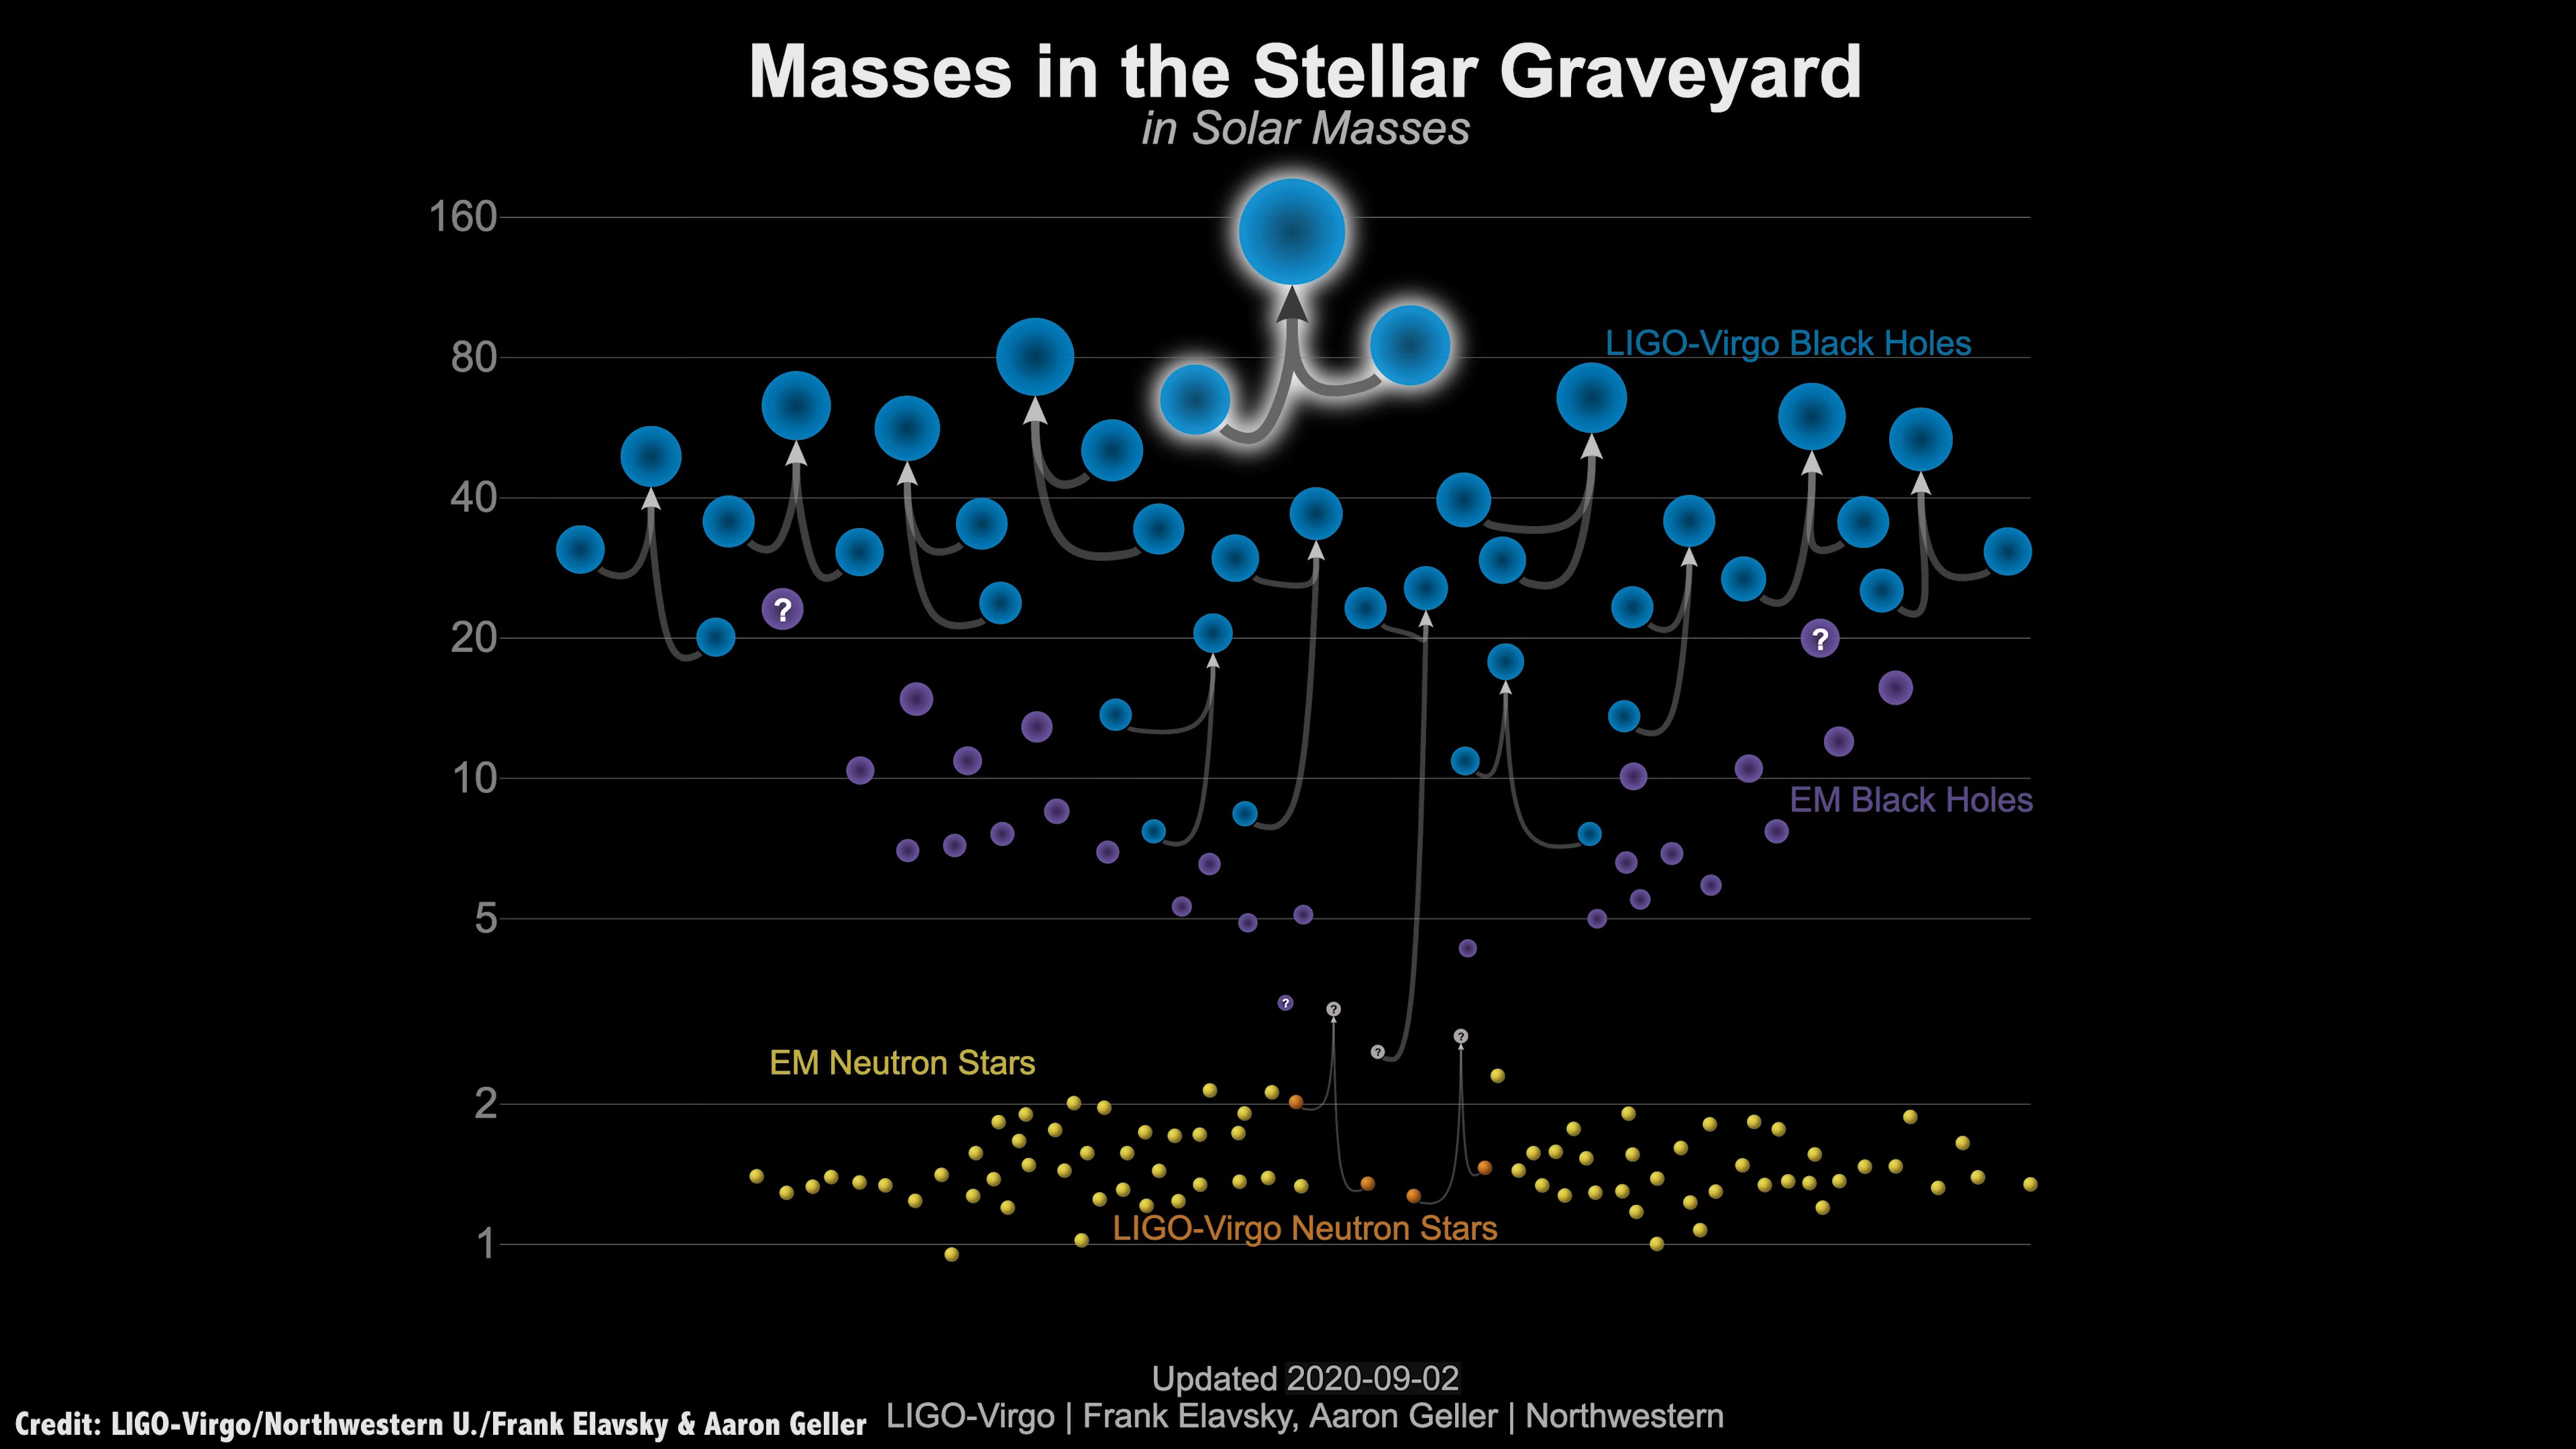 Masses in the Stellar Graveyard
in Solar Masses
160
80
LIGO-Virgo Black Holes
40
?
20
?
10
EM Black Holes
5
?
?
?
?
EM Neutron Stars
2
LIGO-Virgo Neutron Stars
1
Updated 2020-09-02
LIGO-Virgo | Frank Elavsky, Aaron Geller | Northwestern
Credit: LIGO-Virgo/Northwestern U./Frank Elavsky & Aaron Geller